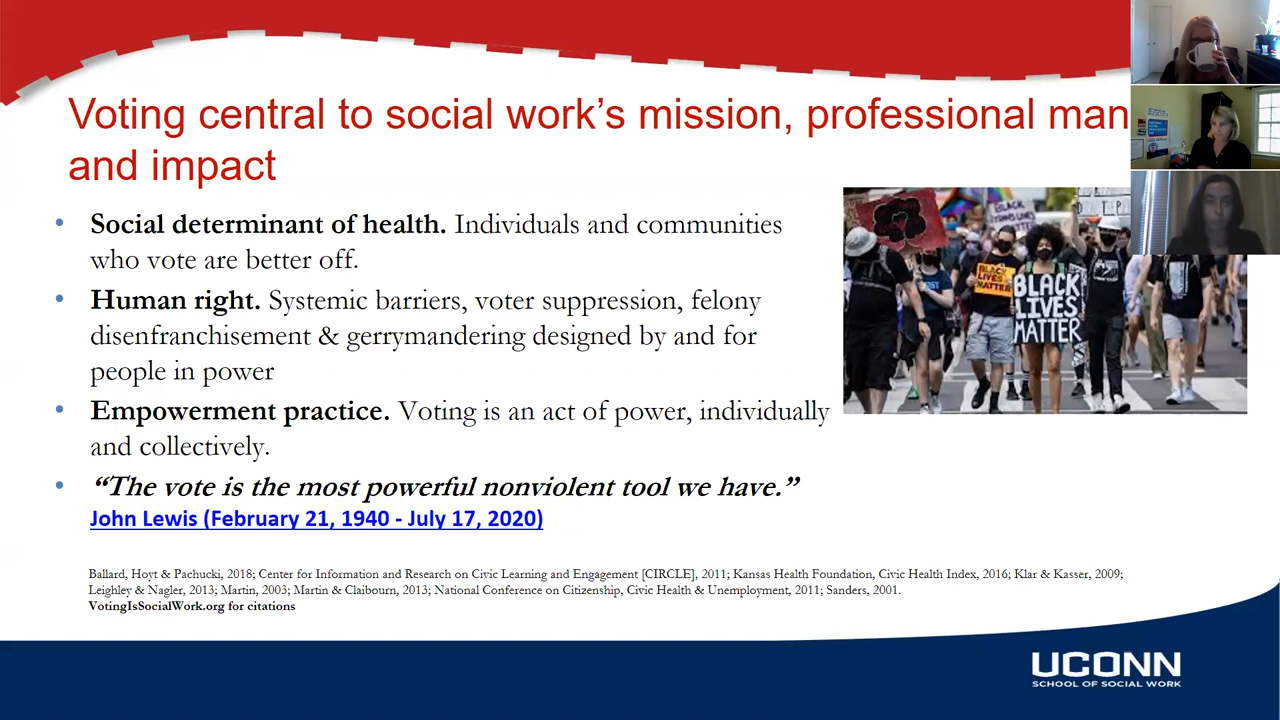 Voting central to social work’s mission, professional man
and impact
• Social determinant of health. Individuals and communities
who vote are better off.
• Human right. Systemic barriers, voter suppression, felony
disenfranchisement & gerrymandering designed by and for
people in power
• Empowerment practice. Voting is an act of power, individually
and collectively.
• “The vote is the most powerful nonviolent tool we have.”
John Lewis (February 21, 1940 - July 17, 2020)
BLACK
LIVES
MATTER
BLACK
LIVES
MATTER
BLACK
TRANS LIVES
MATTER
Ballard, Hoyt & Pachucki, 2018; Center for Information and Research on Civic Learning and Engagement [CIRCLE], 2011; Kansas Health Foundation, Civic Health Index, 2016; Klar & Kasser, 2009;
Leighley & Nagler, 2013; Martin, 2003; Martin & Claibourn, 2013; National Conference on Citizenship, Civic Health & Unemployment, 2011; Sanders, 2001.
VotingIsSocialWork.org for citations
UCONN
SCHOOL OF SOCIAL WORK